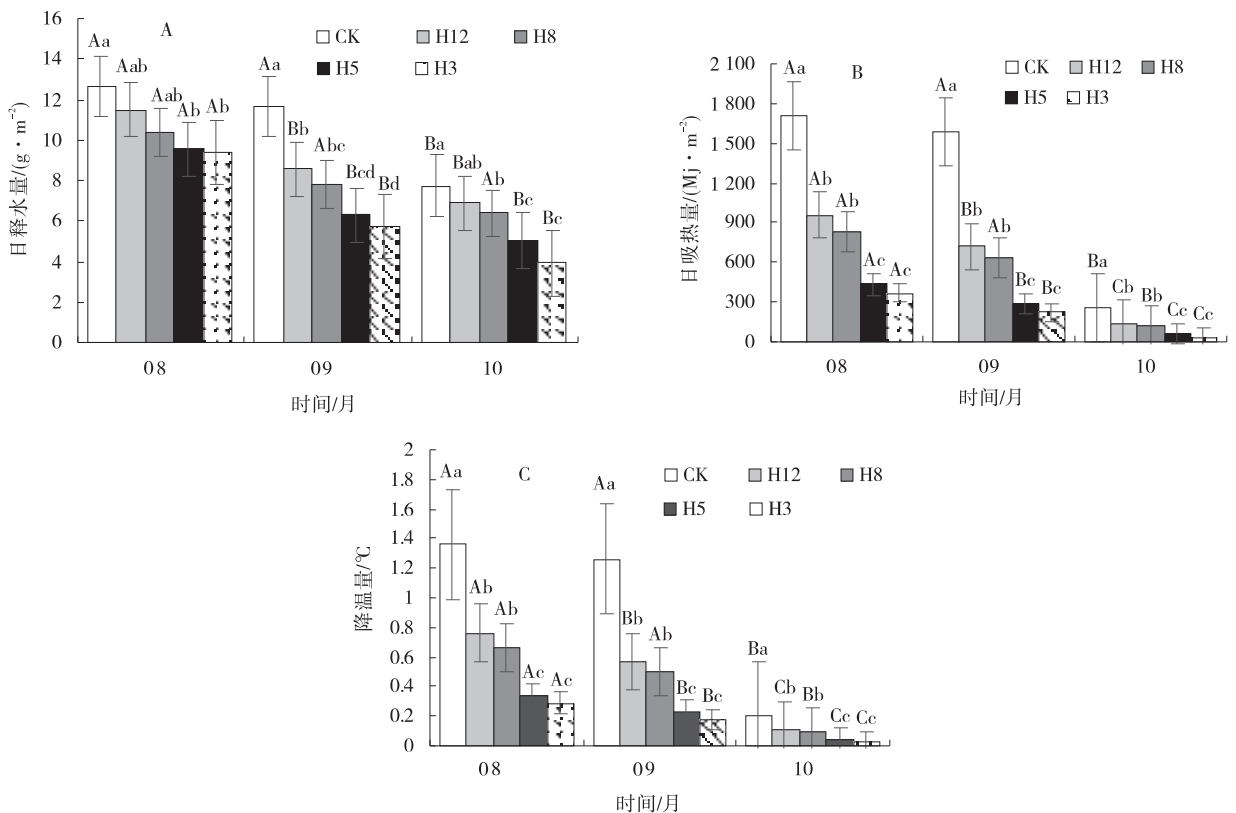 A
CK H12 H8
H5 H3
日释水量/(g·m⁻²)
16
14
12
10
8
6
4
2
0
Aa Aab Aab Ab Ab
Aa Bb Abc Bcd Bd
Ba Bab Ab Bc Bc
08 09 10
时间/月
B
CK H12 H8
H5 H3
日吸热量/(Mj·m⁻²)
2 100
1 800
1 500
1 200
900
600
300
0
Aa Ab Ab Ac Ac
Aa Bb Ab Bc Bc
Ba Cb Bb Cc Cc
08 09 10
时间/月
C
CK H12 H8
H5 H3
降温量/℃
2
1.8
1.6
1.4
1.2
1
0.8
0.6
0.4
0.2
0
Aa Ab Ab Ac Ac
Aa Bb Ab Bc Bc
Ba Cb Bb Cc Cc
08 09 10
时间/月